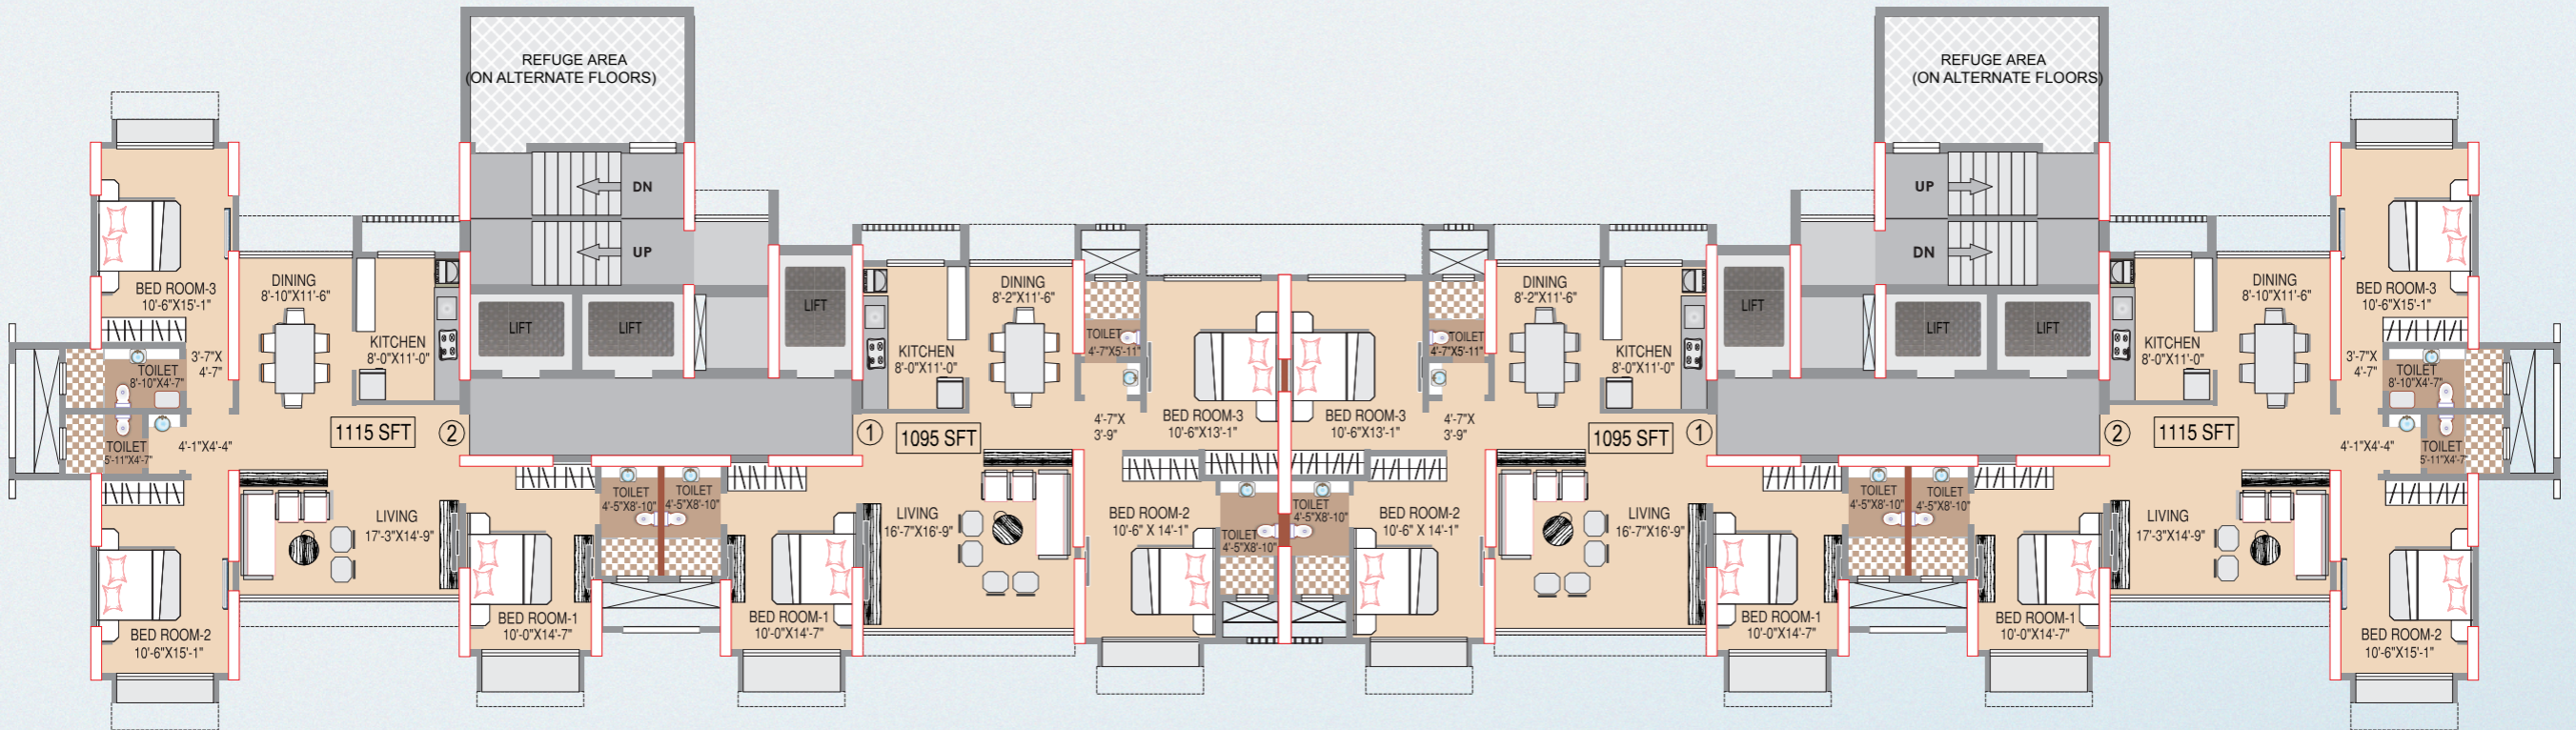 REFUGE AREA
(ON ALTERNATE FLOORS)
DN
UP
LIFT
LIFT
LIFT
BED ROOM-3
10'-6"X15'-1"
DINING
8'-10"X11'-6"
KITCHEN
8'-0"X11'-0"
3'-7"X
4'-7"
TOILET
8'-10"X4'-7"
TOILET
5'-11"X4'-7"
4'-1"X4'-4"
1115 SFT
2
LIVING
17'-3"X14'-9"
BED ROOM-2
10'-6"X15'-1"
BED ROOM-1
10'-0"X14'-7"
TOILET
4'-5"X8'-10"
TOILET
4'-5"X8'-10"
BED ROOM-1
10'-0"X14'-7"
KITCHEN
8'-0"X11'-0"
DINING
8'-2"X11'-6"
TOILET
4'-7"X5'-11"
1
1095 SFT
4'-7"X
3'-9"
BED ROOM-3
10'-6"X13'-1"
LIVING
16'-7"X16'-9"
BED ROOM-2
10'-6" X 14'-1"
TOILET
4'-5"X8'-10"
BED ROOM-3
10'-6"X13'-1"
TOILET
4'-7"X5'-11"
4'-7"X
3'-9"
DINING
8'-2"X11'-6"
KITCHEN
8'-0"X11'-0"
1095 SFT
1
TOILET
4'-5"X8'-10"
BED ROOM-2
10'-6" X 14'-1"
LIVING
16'-7"X16'-9"
BED ROOM-1
10'-0"X14'-7"
TOILET
4'-5"X8'-10"
TOILET
4'-5"X8'-10"
BED ROOM-1
10'-0"X14'-7"
REFUGE AREA
(ON ALTERNATE FLOORS)
UP
DN
LIFT
LIFT
LIFT
KITCHEN
8'-0"X11'-0"
DINING
8'-10"X11'-6"
BED ROOM-3
10'-6"X15'-1"
3'-7"X
4'-7"
TOILET
8'-10"X4'-7"
2
1115 SFT
4'-1"X4'-4"
TOILET
5'-11"X4'-7"
LIVING
17'-3"X14'-9"
BED ROOM-2
10'-6"X15'-1"